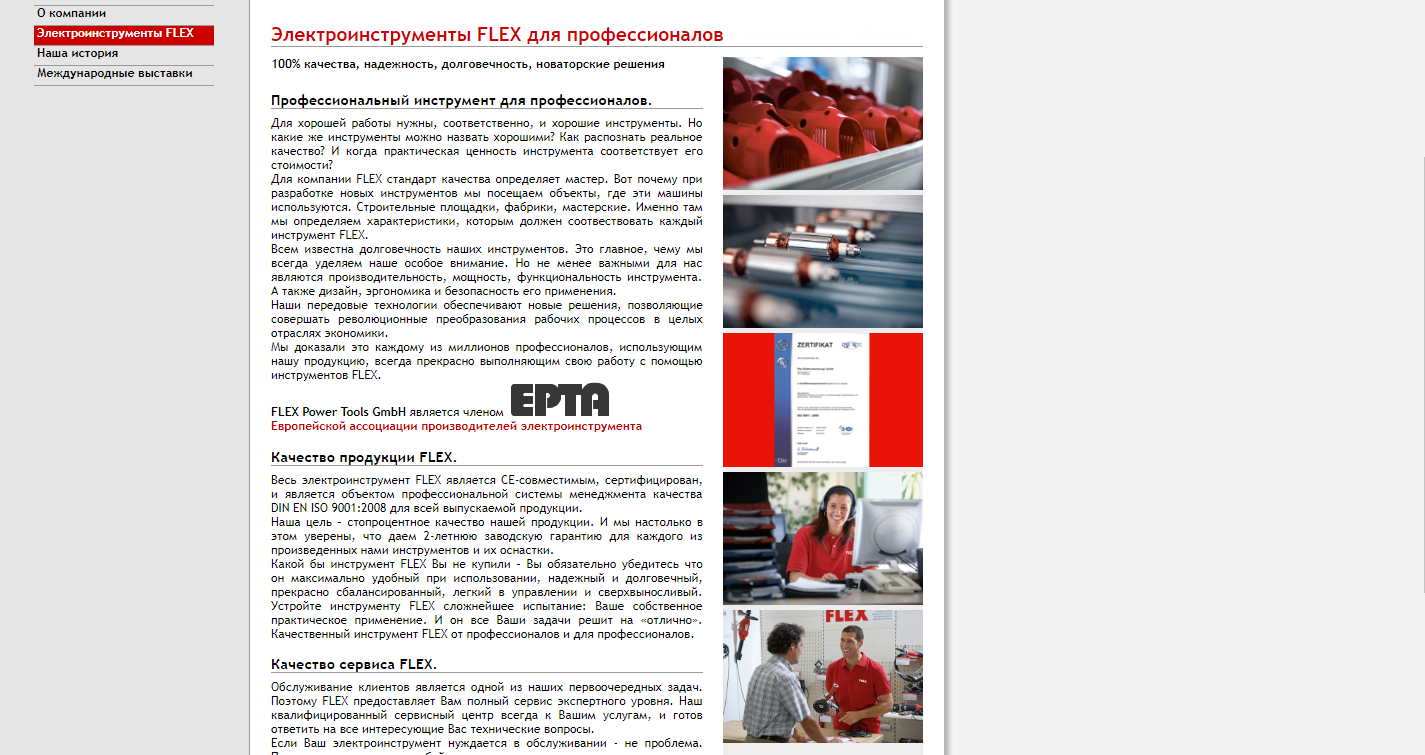 О компании
Электроинструменты FLEX
Наша история
Международные выставки
Электроинструменты FLEX для профессионалов
100% качества, надежность, долговечность, новаторские решения
Профессиональный инструмент для профессионалов.
Для хорошей работы нужны, соответственно, и хорошие инструменты. Но
какие же инструменты можно назвать хорошими? Как распознать реальное
качество? И когда практическая ценность инструмента соответствует его
стоимости?
Для компании FLEX стандарт качества определяет мастер. Вот почему при
разработке новых инструментов мы посещаем объекты, где эти машины
используются. Строительные площадки, фабрики, мастерские. Именно там
мы определяем характеристики, которым должен соотвествовать каждый
инструмент FLEX.
Всем известна долговечность наших инструментов. Это главное, чему мы
всегда уделяем наше особое внимание. Но не менее важными для нас
являются производительность, мощность, функциональность инструмента.
А также дизайн, эргономика и безопасность его применения.
Наши передовые технологии обеспечивают новые решения, позволяющие
совершать революционные преобразования рабочих процессов в целых
отраслях экономики.
Мы доказали это каждому из миллионов профессионалов, использующим
нашу продукцию, всегда прекрасно выполняющим свою работу с помощью
инструментов FLEX.
FLEX Power Tools GmbH является членом EPTA
Европейской ассоциации производителей электроинструмента
Качество продукции FLEX.
Весь электроинструмент FLEX является CE-совместимым, сертифицирован,
и является объектом профессиональной системы менеджмента качества
DIN EN ISO 9001:2008 для всей выпускаемой продукции.
Наша цель – стопроцентное качество нашей продукции. И мы настолько в
этом уверены, что даем 2-летнюю заводскую гарантию для каждого из
произведенных нами инструментов и их оснастки.
Какой бы инструмент FLEX Вы не купили – Вы обязательно убедитесь что
он максимально удобный при использовании, надежный и долговечный,
прекрасно сбалансированный, легкий в управлении и сверхвыносливый.
Устройте инструменту FLEX сложнейшее испытание: Ваше собственное
практическое применение. И он все Ваши задачи решит на «отлично».
Качественный инструмент FLEX от профессионалов и для профессионалов.
Качество сервиса FLEX.
Обслуживание клиентов является одной из наших первоочередных задач.
Поэтому FLEX предоставляет Вам полный сервис экспертного уровня. Наш
квалифицированный сервисный центр всегда к Вашим услугам, и готов
ответить на все интересующие Вас технические вопросы.
Если Ваш электроинструмент нуждается в обслуживании - не проблема.
ZERTIFIKAT
FLEX
FLEX
FLEX